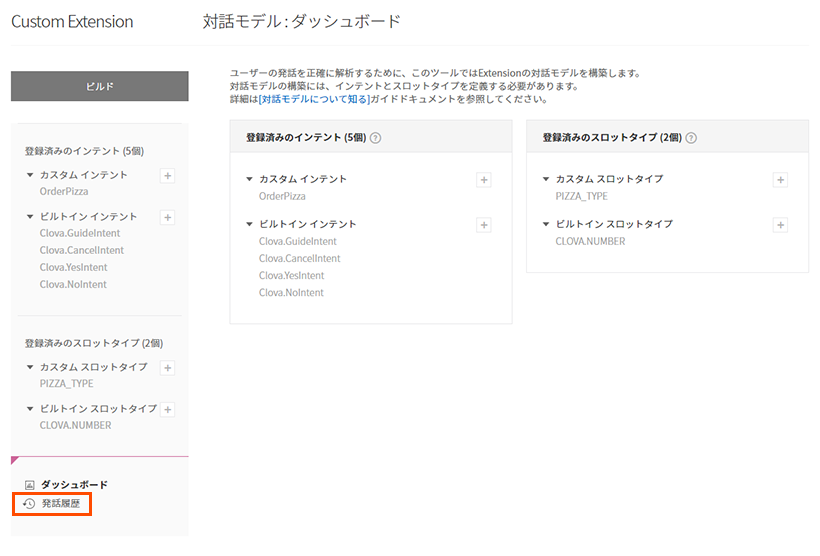 Custom Extension
対話モデル : ダッシュボード
ビルド
登録済みのインテント (5個)
カスタム インテント
OrderPizza
ビルトイン インテント
Clova.GuideIntent
Clova.CancelIntent
Clova.YesIntent
Clova.NoIntent
登録済みのスロットタイプ (2個)
カスタム スロットタイプ
PIZZA_TYPE
ビルトイン スロットタイプ
CLOVA.NUMBER
ダッシュボード
発話履歴
ユーザーの発話を正確に解析するために、このツールではExtensionの対話モデルを構築します。
対話モデルの構築には、インテントとスロットタイプを定義する必要があります。
詳細は[対話モデルについて知る]ガイドドキュメントを参照してください。
登録済みのインテント (5個) ?
カスタム インテント
OrderPizza
ビルトイン インテント
Clova.GuideIntent
Clova.CancelIntent
Clova.YesIntent
Clova.NoIntent
登録済みのスロットタイプ (2個) ?
カスタム スロットタイプ
PIZZA_TYPE
ビルトイン スロットタイプ
CLOVA.NUMBER